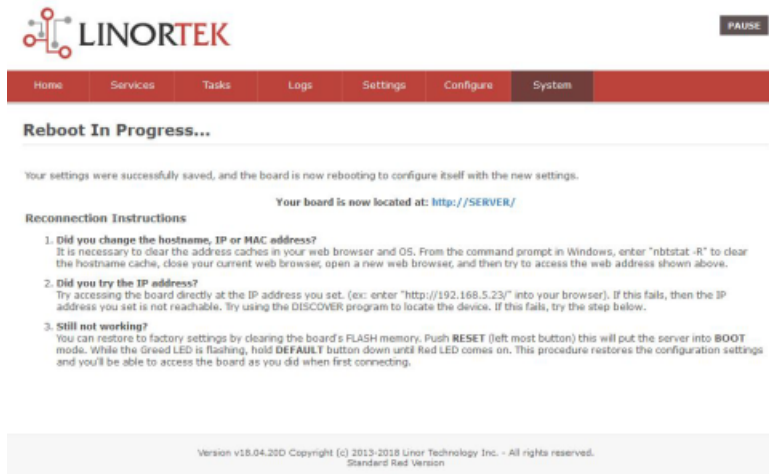 LINORTEK
PAUSE
Home Services Tasks Logs Settings Configure System
Reboot In Progress...
Your settings were successfully saved, and the board is now rebooting to configure itself with the new settings.
Your board is now located at: http://SERVER/
Reconnection Instructions
1. Did you change the hostname, IP or MAC address?
It is necessary to clear the address caches in your web browser and OS. From the command prompt in Windows, enter "nbtstat -R" to clear
the hostname cache, close your current web browser, open a new web browser, and then try to access the web address shown above.
2. Did you try the IP address?
Try accessing the board directly at the IP address you set. (ex: enter "http://192.168.5.23/" into your browser). If this fails, then the IP
address you set is not reachable. Try using the DISCOVER program to locate the device. If this fails, try the step below.
3. Still not working?
You can restore to factory settings by clearing the board's FLASH memory. Push RESET (left
most button) this will put the server into BOOT
mode. While the Greed LED is flashing, hold DEFAULT button down until Red LED comes on. This procedure restores the configuration settings
and you'll be able to access the board as you did when first connecting.
Version v18.04.20D Copyright (c) 2013-2018 Linor Technology Inc. - All rights reserved.
Standard Red Version